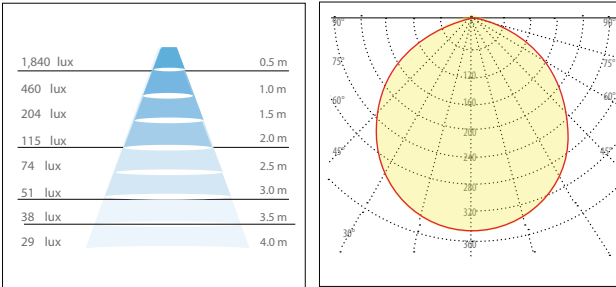 1,840 lux 0.5 m
460 lux 1.0 m
204 lux 1.5 m
115 lux 2.0 m
74 lux 2.5 m
51 lux 3.0 m
38 lux 3.5 m
29 lux 4.0 m
90° 90°
75° 75°
60° 60°
45° 45°
30°
120
160
200
240
280
320
360